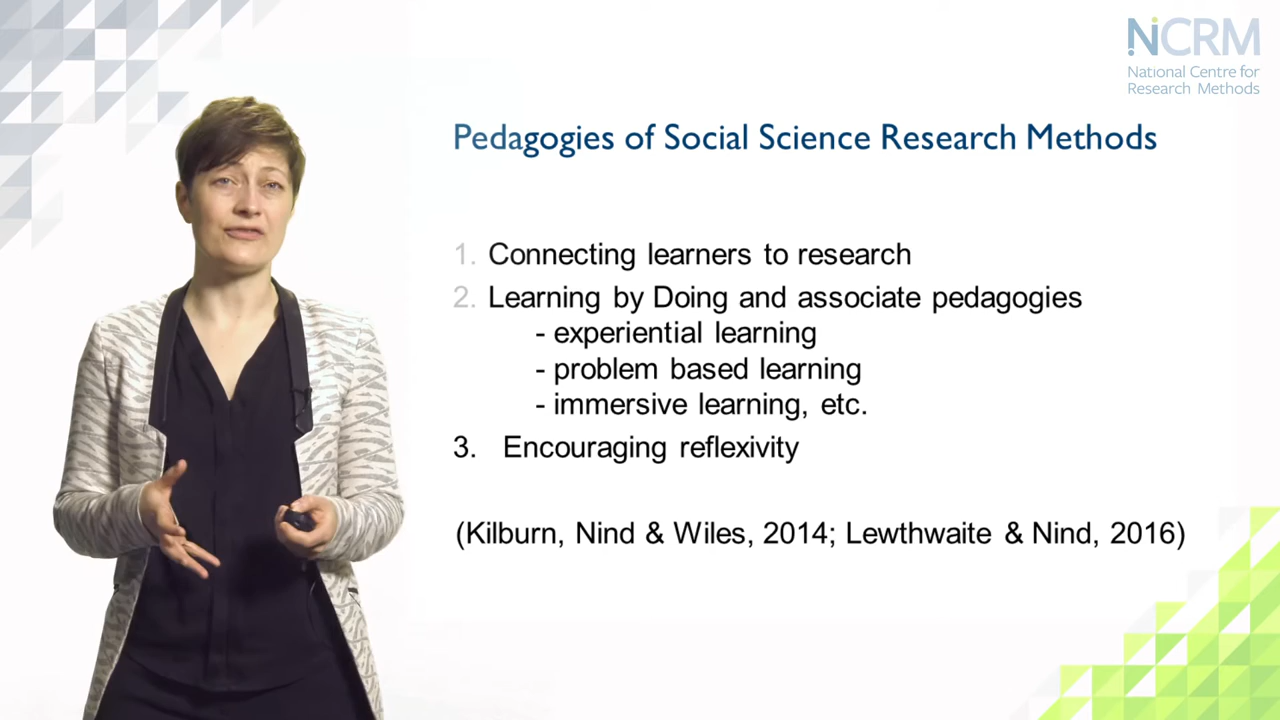 NCRM
National Centre for
Research Methods
Pedagogies of Social Science Research Methods
1. Connecting learners to research
2. Learning by Doing and associate pedagogies
- experiential learning
- problem based learning
- immersive learning, etc.
3. Encouraging reflexivity
(Kilburn, Nind & Wiles, 2014; Lewthwaite & Nind, 2016)